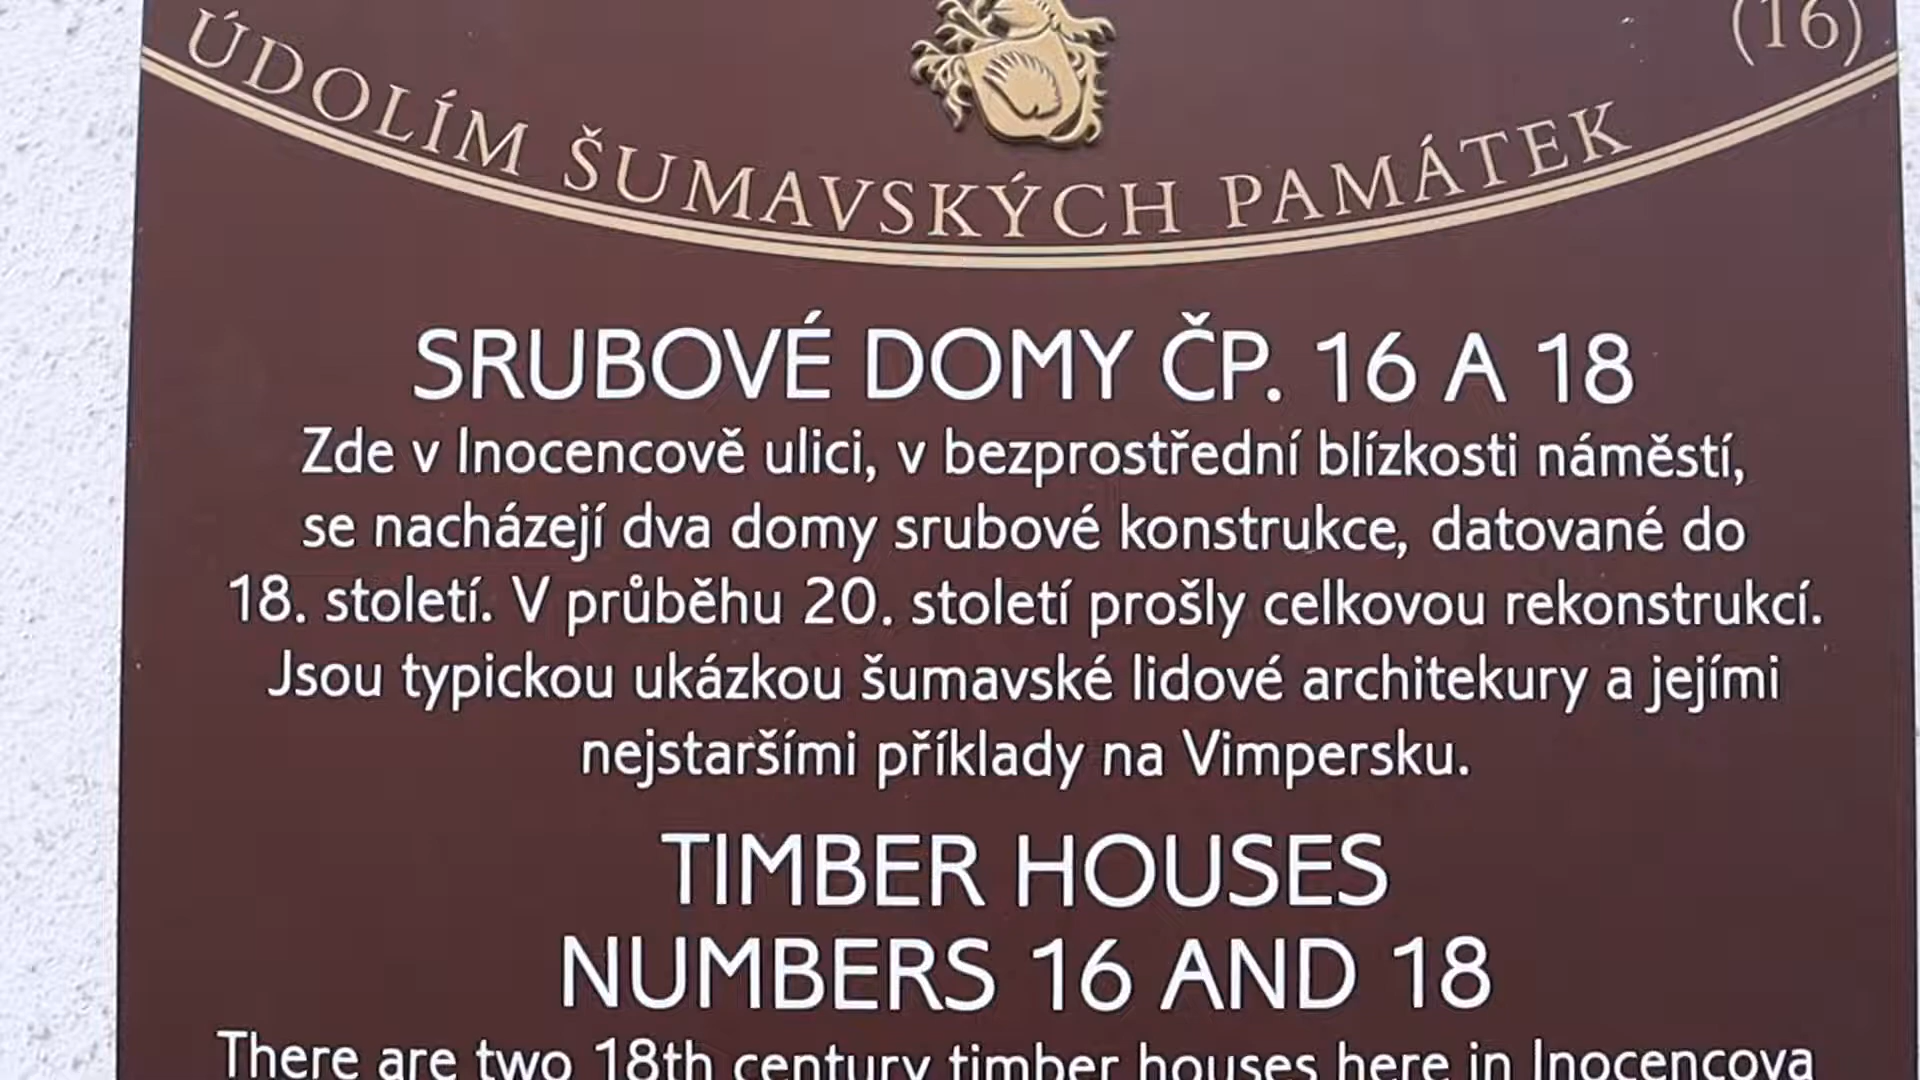 (16)
ÚDOLÍM ŠUMAVSKÝCH PAMÁTEK
SRUBOVÉ DOMY ČP. 16 A 18
Zde v Inocencově ulici, v bezprostřední blízkosti náměstí,
se nacházejí dva domy srubové konstrukce, datované do
18. století. V průběhu 20. století prošly celkovou rekonstrukcí.
Jsou typickou ukázkou šumavské lidové architekury a jejími
nejstaršími příklady na Vimpersku.
TIMBER HOUSES
NUMBERS 16 AND 18
There are two 18th century timber houses here in Inocencova